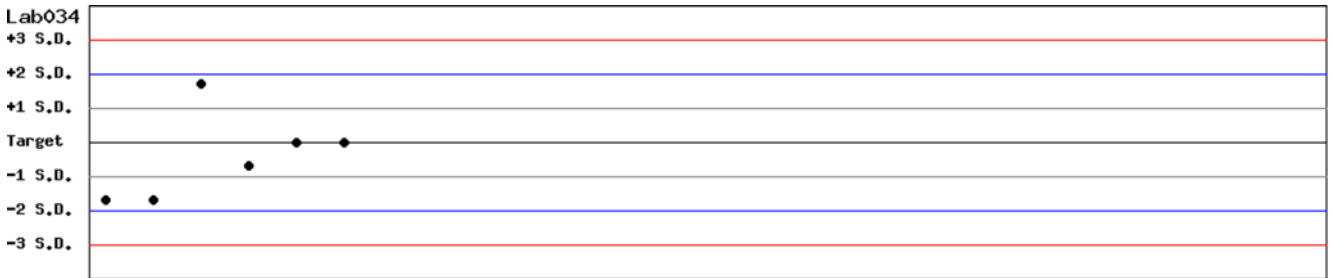 Lab034
+3 S.D.
+2 S.D.
+1 S.D.
Target
-1 S.D.
-2 S.D.
-3 S.D.